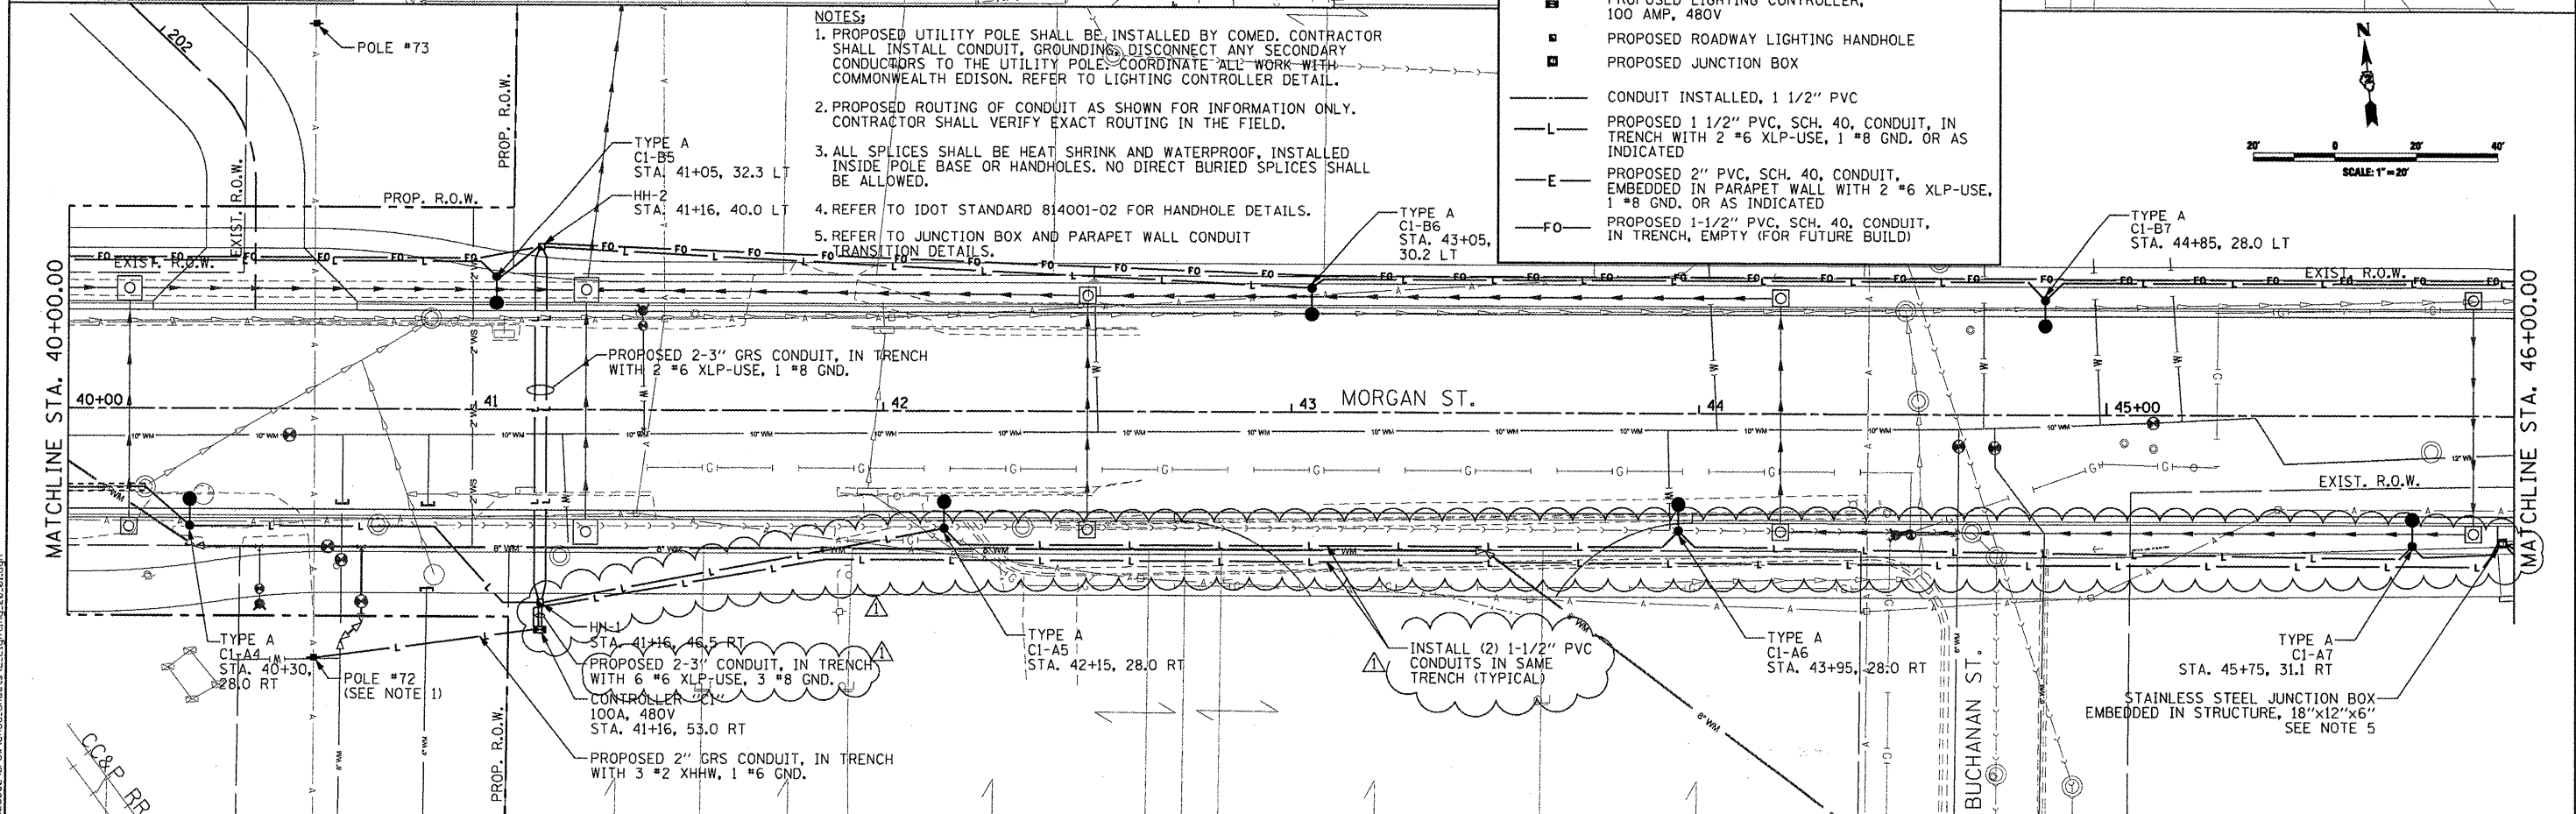 NOTES:
1. PROPOSED UTILITY POLE SHALL BE INSTALLED BY COMED. CONTRACTOR
SHALL INSTALL CONDUIT, GROUNDING, DISCONNECT ANY SECONDARY
CONDUCTORS TO THE UTILITY POLE. COORDINATE ALL WORK WITH
COMMONWEALTH EDISON. REFER TO LIGHTING CONTROLLER DETAIL.
2. PROPOSED ROUTING OF CONDUIT AS SHOWN FOR INFORMATION ONLY.
CONTRACTOR SHALL VERIFY EXACT ROUTING IN THE FIELD.
3. ALL SPLICES SHALL BE HEAT SHRINK AND WATERPROOF, INSTALLED
INSIDE POLE BASE OR HANDHOLES. NO DIRECT BURIED SPLICES SHALL
BE ALLOWED.
4. REFER TO IDOT STANDARD 814001-02 FOR HANDHOLE DETAILS.
5. REFER TO JUNCTION BOX AND PARAPET WALL CONDUIT
TRANSITION DETAILS.
PROPOSED LIGHTING CONTROLLER,
100 AMP, 480V
PROPOSED ROADWAY LIGHTING HANDHOLE
PROPOSED JUNCTION BOX
CONDUIT INSTALLED, 1 1/2" PVC
L
PROPOSED 1 1/2" PVC, SCH. 40, CONDUIT, IN
TRENCH WITH 2 #6 XLP-USE, 1 #8 GND. OR AS
INDICATED
E
PROPOSED 2" PVC, SCH. 40, CONDUIT,
EMBEDDED IN PARAPET WALL WITH 2 #6 XLP-USE,
1 #8 GND. OR AS INDICATED
FO
PROPOSED 1-1/2" PVC, SCH. 40, CONDUIT,
IN TRENCH, EMPTY (FOR FUTURE BUILD)
N
20' 0 20' 40'
SCALE: 1" = 20'
202
POLE #73
PROP. R.O.W.
EXIST. R.O.W.
PROP. R.O.W.
EXIST. R.O.W.
TYPE A
C1-B5
STA. 41+05, 32.3 LT
HH-2
STA. 41+16, 40.0 LT
TYPE A
C1-B6
STA. 43+05,
30.2 LT
TYPE A
C1-B7
STA. 44+85, 28.0 LT
EXIST. R.O.W.
MATCHLINE STA. 40+00.00
MATCHLINE STA. 46+00.00
PROPOSED 2-3" GRS CONDUIT, IN TRENCH
WITH 2 #6 XLP-USE, 1 #8 GND.
40+00 41 42 43 MORGAN ST. 44 45+00
10" WM
12" WM
EXIST. R.O.W.
8" WM
TYPE A
C1-A4
STA. 40+30,
28.0 RT
POLE #72
(SEE NOTE 1)
HH-1
STA. 41+16, 46.5 RT
PROPOSED 2-3" CONDUIT, IN TRENCH
WITH 6 #6 XLP-USE, 3 #8 GND.
CONTROLLER "C1"
100A, 480V
STA. 41+16, 53.0 RT
PROPOSED 2" GRS CONDUIT, IN TRENCH
WITH 3 #2 XHHW, 1 #6 GND.
TYPE A
C1-A5
STA. 42+15, 28.0 RT
INSTALL (2) 1-1/2" PVC
CONDUITS IN SAME
TRENCH (TYPICAL)
TYPE A
C1-A6
STA. 43+95, 28.0 RT
TYPE A
C1-A7
STA. 45+75, 31.1 RT
STAINLESS STEEL JUNCTION BOX
EMBEDDED IN STRUCTURE, 18"x12"x6"
SEE NOTE 5
8" WM
PROP. R.O.W.
BUCHANAN ST.
CC&P RR